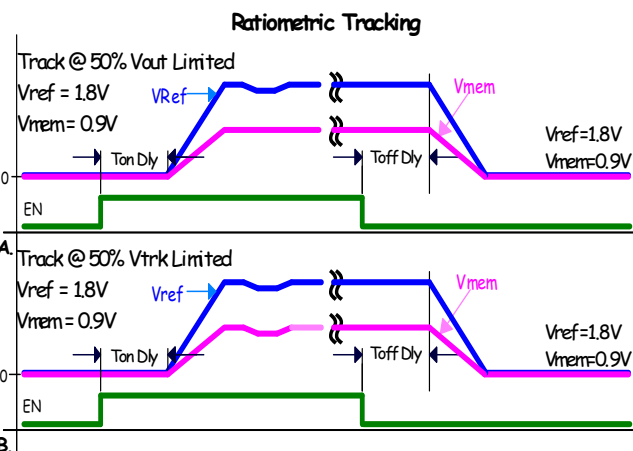 Ratiometric Tracking
Track @ 50% Vout Limited
Vref = 1.8V
Vmem = 0.9V
VRef
Vmem
Vref=1.8V
Vmem=0.9V
Ton Dly
Toff Dly
0
EN
A.
Track @ 50% Vtrk Limited
Vref = 1.8V
Vmem = 0.9V
Vref
Vmem
Vref=1.8V
Vmem=0.9V
Ton Dly
Toff Dly
0
EN
B.